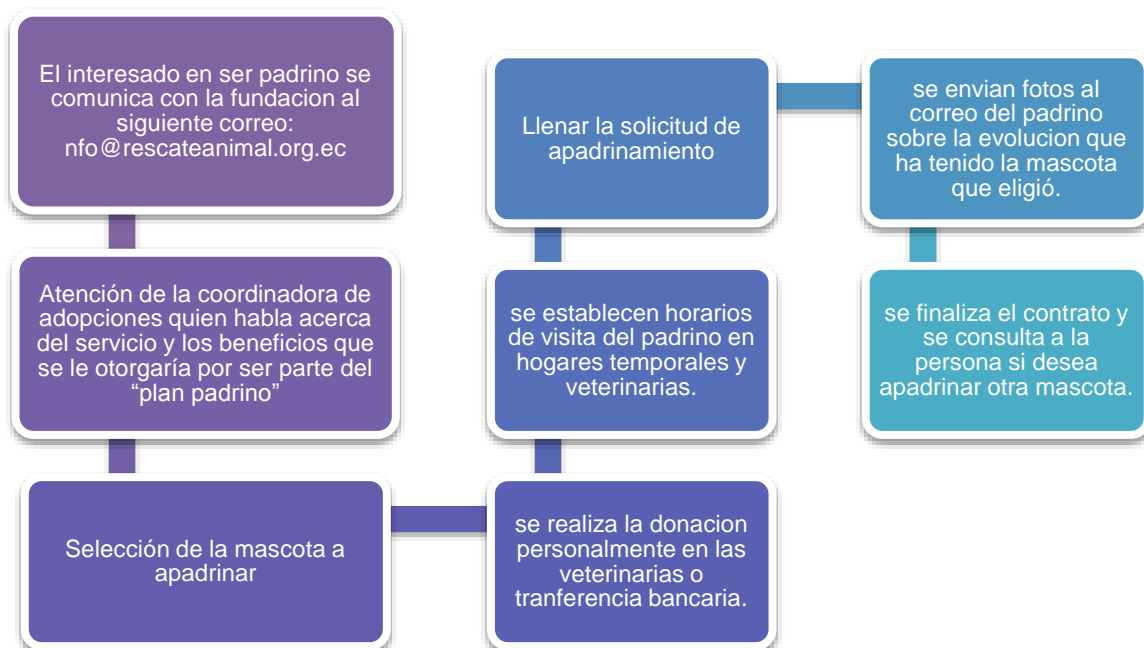 El interesado en ser padrino se
comunica con la fundacion al
siguiente correo:
nfo@rescateanimal.org.ec
Atención de la coordinadora de
adopciones quien habla acerca
del servicio y los beneficios que
se le otorgaría por ser parte del
“plan padrino”
Selección de la mascota a
apadrinar
se realiza la donacion
personalmente en las
veterinarias o
tranferencia bancaria.
se establecen horarios
de visita del padrino en
hogares temporales y
veterinarias.
Llenar la solicitud de
apadrinamiento
se envian fotos al
correo del padrino
sobre la evolucion que
ha tenido la mascota
que eligió.
se finaliza el contrato y
se consulta a la
persona si desea
apadrinar otra mascota.